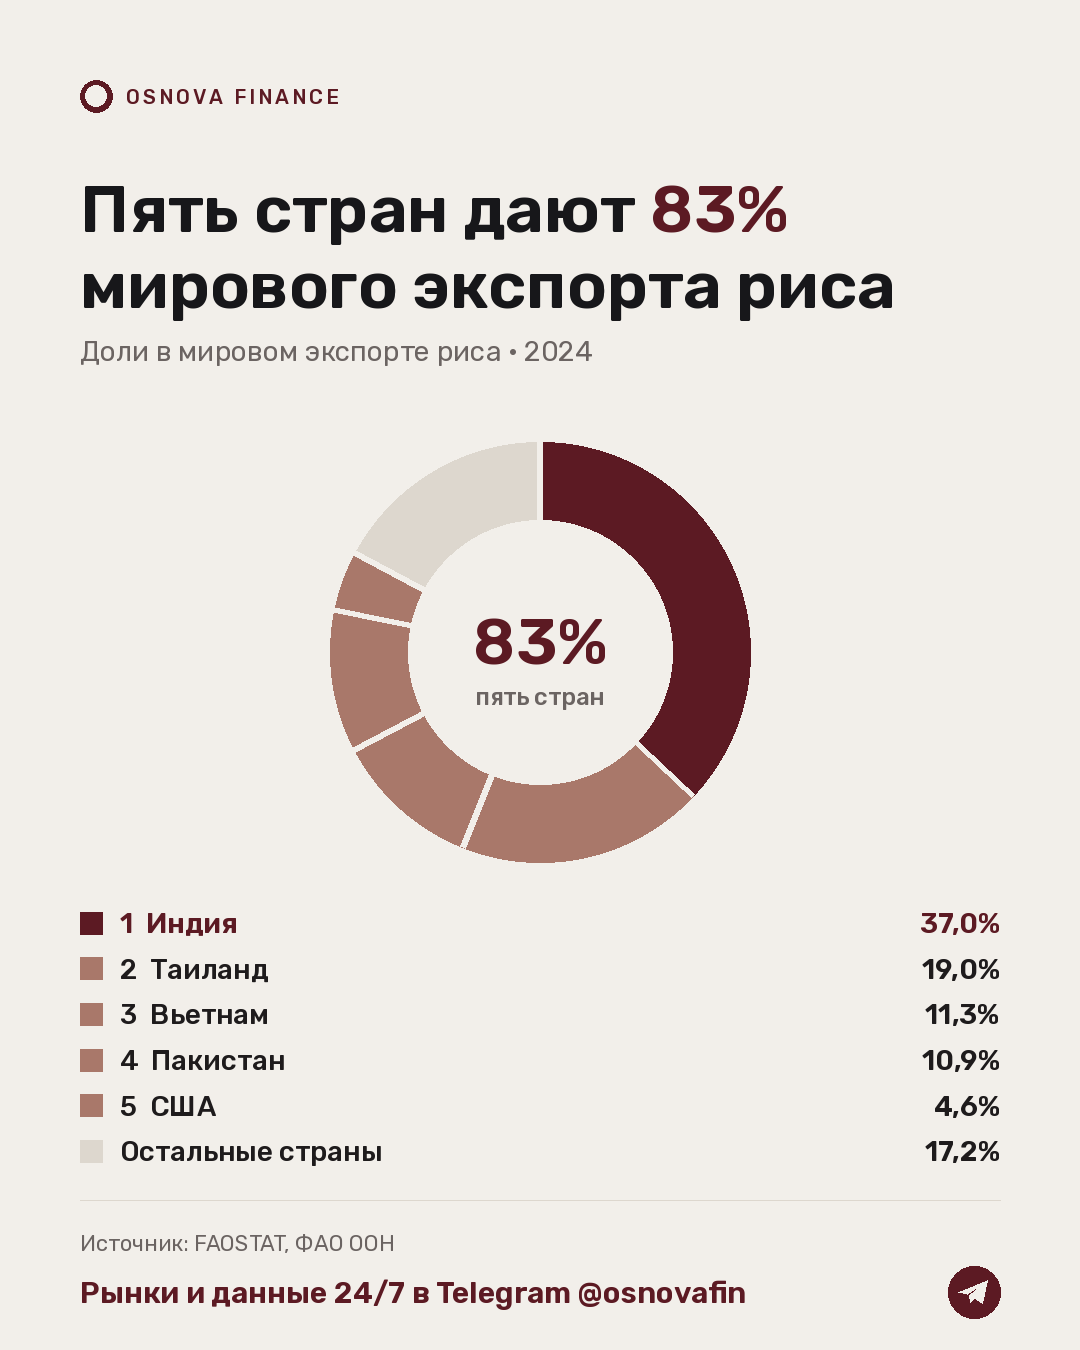 OSNOVA FINANCE
Пять стран дают 83%
мирового экспорта риса
Доли в мировом экспорте риса • 2024
83%
пять стран
1 Индия 37,0%
2 Таиланд 19,0%
3 Вьетнам 11,3%
4 Пакистан 10,9%
5 США 4,6%
Остальные страны 17,2%
Источник: FAOSTAT, ФАО ООН
Рынки и данные 24/7 в Telegram @osnovafin